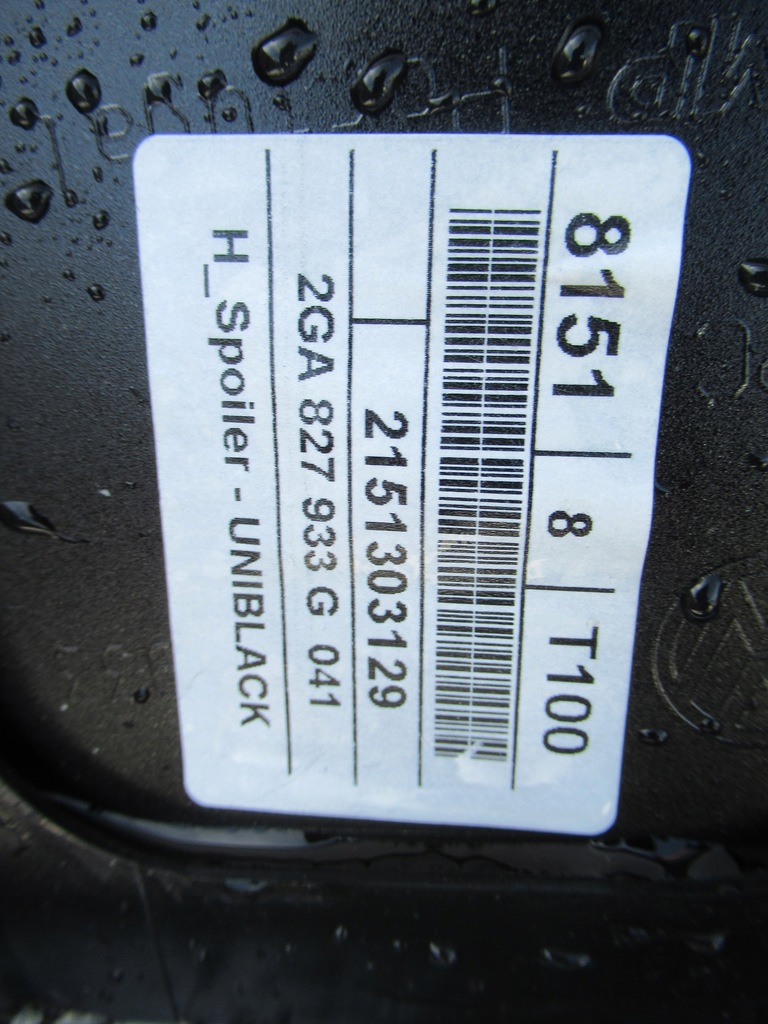 8151 8 T100
2151303129
2GA 827 933 G 041
H_Spoiler - UNIBLACK